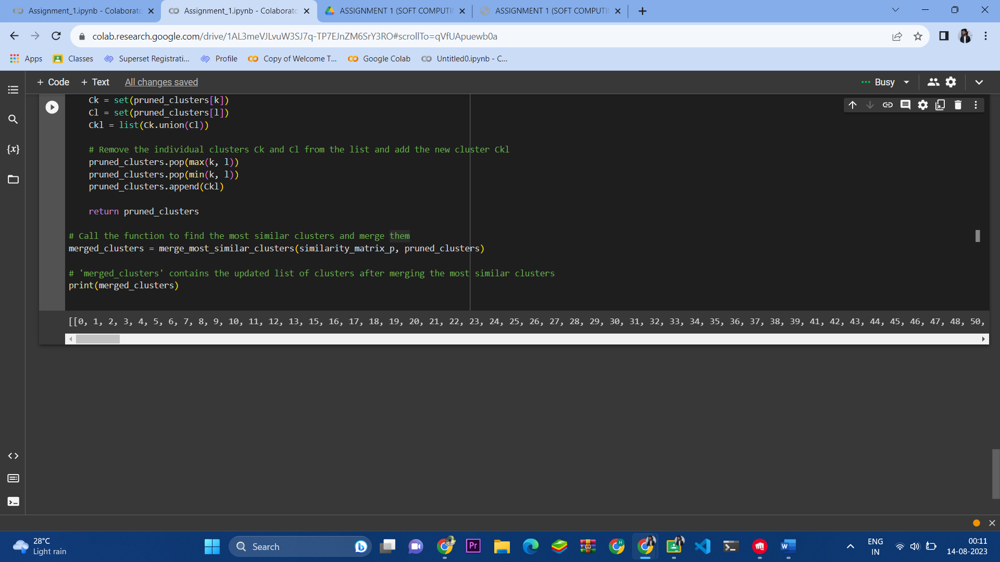 Assignment_1.ipynb - Colaborato
Assignment_1.ipynb - Colaborato
ASSIGNMENT 1 (SOFT COMPUTI
ASSIGNMENT 1 (SOFT COMPUTI
colab.research.google.com/drive/1AL3meVJLvuW3SJ7q-TP7EJnZM6SrY3RO#scrollTo=qVfUApuewb0a
Apps
Classes
Superset Registrati...
Profile
Copy of Welcome T...
Google Colab
Untitled0.ipynb - C...
+ Code
+ Text
All changes saved
Busy
Ck = set(pruned_clusters[k])
Cl = set(pruned_clusters[l])
Ckl = list(Ck.union(Cl))
# Remove the individual clusters Ck and Cl from the list and add the new cluster Ckl
pruned_clusters.pop(max(k, l))
pruned_clusters.pop(min(k, l))
pruned_clusters.append(Ckl)
return pruned_clusters
# Call the function to find the most similar clusters and merge them
merged_clusters = merge_most_similar_clusters(similarity_matrix_p, pruned_clusters)
# 'merged_clusters' contains the updated list of clusters after merging the most similar clusters
print(merged_clusters)
[[0, 1, 2, 3, 4, 5, 6, 7, 8, 9, 10, 11, 12, 13, 15, 16, 17, 18, 19, 20, 21, 22, 23, 24, 25, 26, 27, 28, 29, 30, 31, 32, 33, 34, 35, 36, 37, 38, 39, 41, 42, 43, 44, 45, 46, 47, 48, 50,
28°C
Light rain
Search
ENG
IN
00:11
14-08-2023